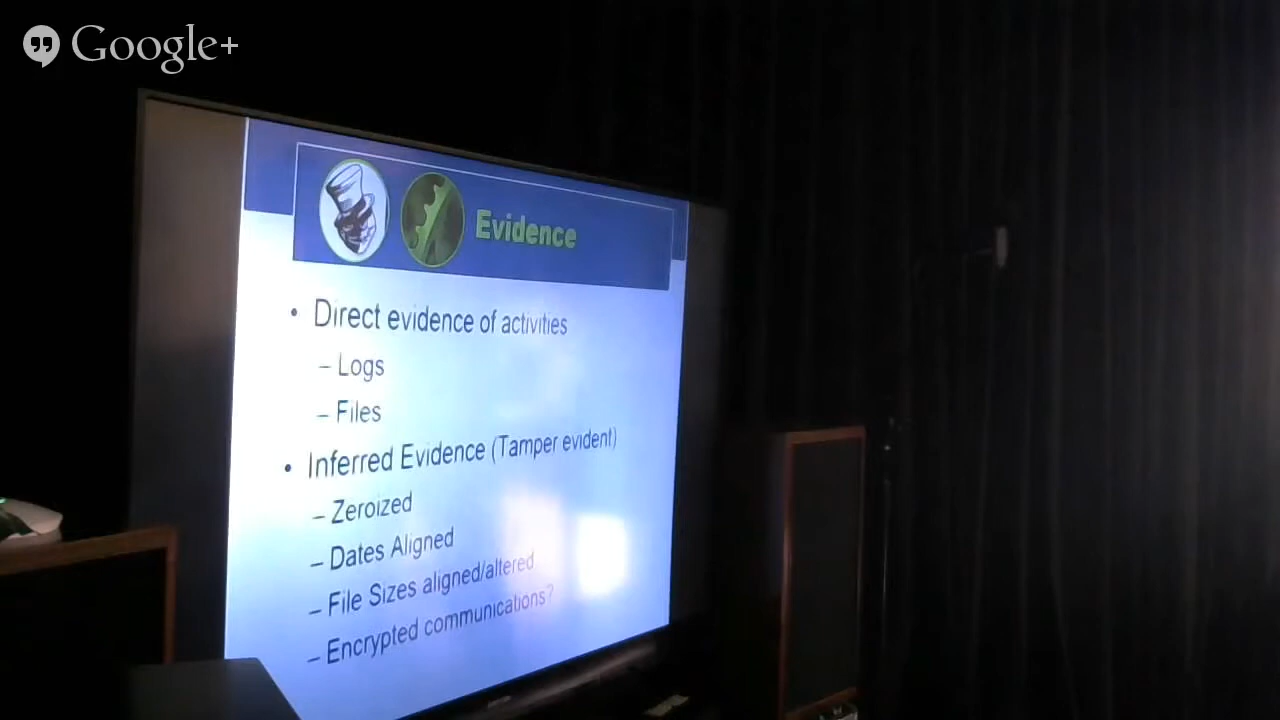 Google+
Evidence
• Direct evidence of activities
– Logs
– Files
• Inferred Evidence (Tamper evident)
– Zeroized
– Dates Aligned
– File Sizes aligned/altered
– Encrypted communications?